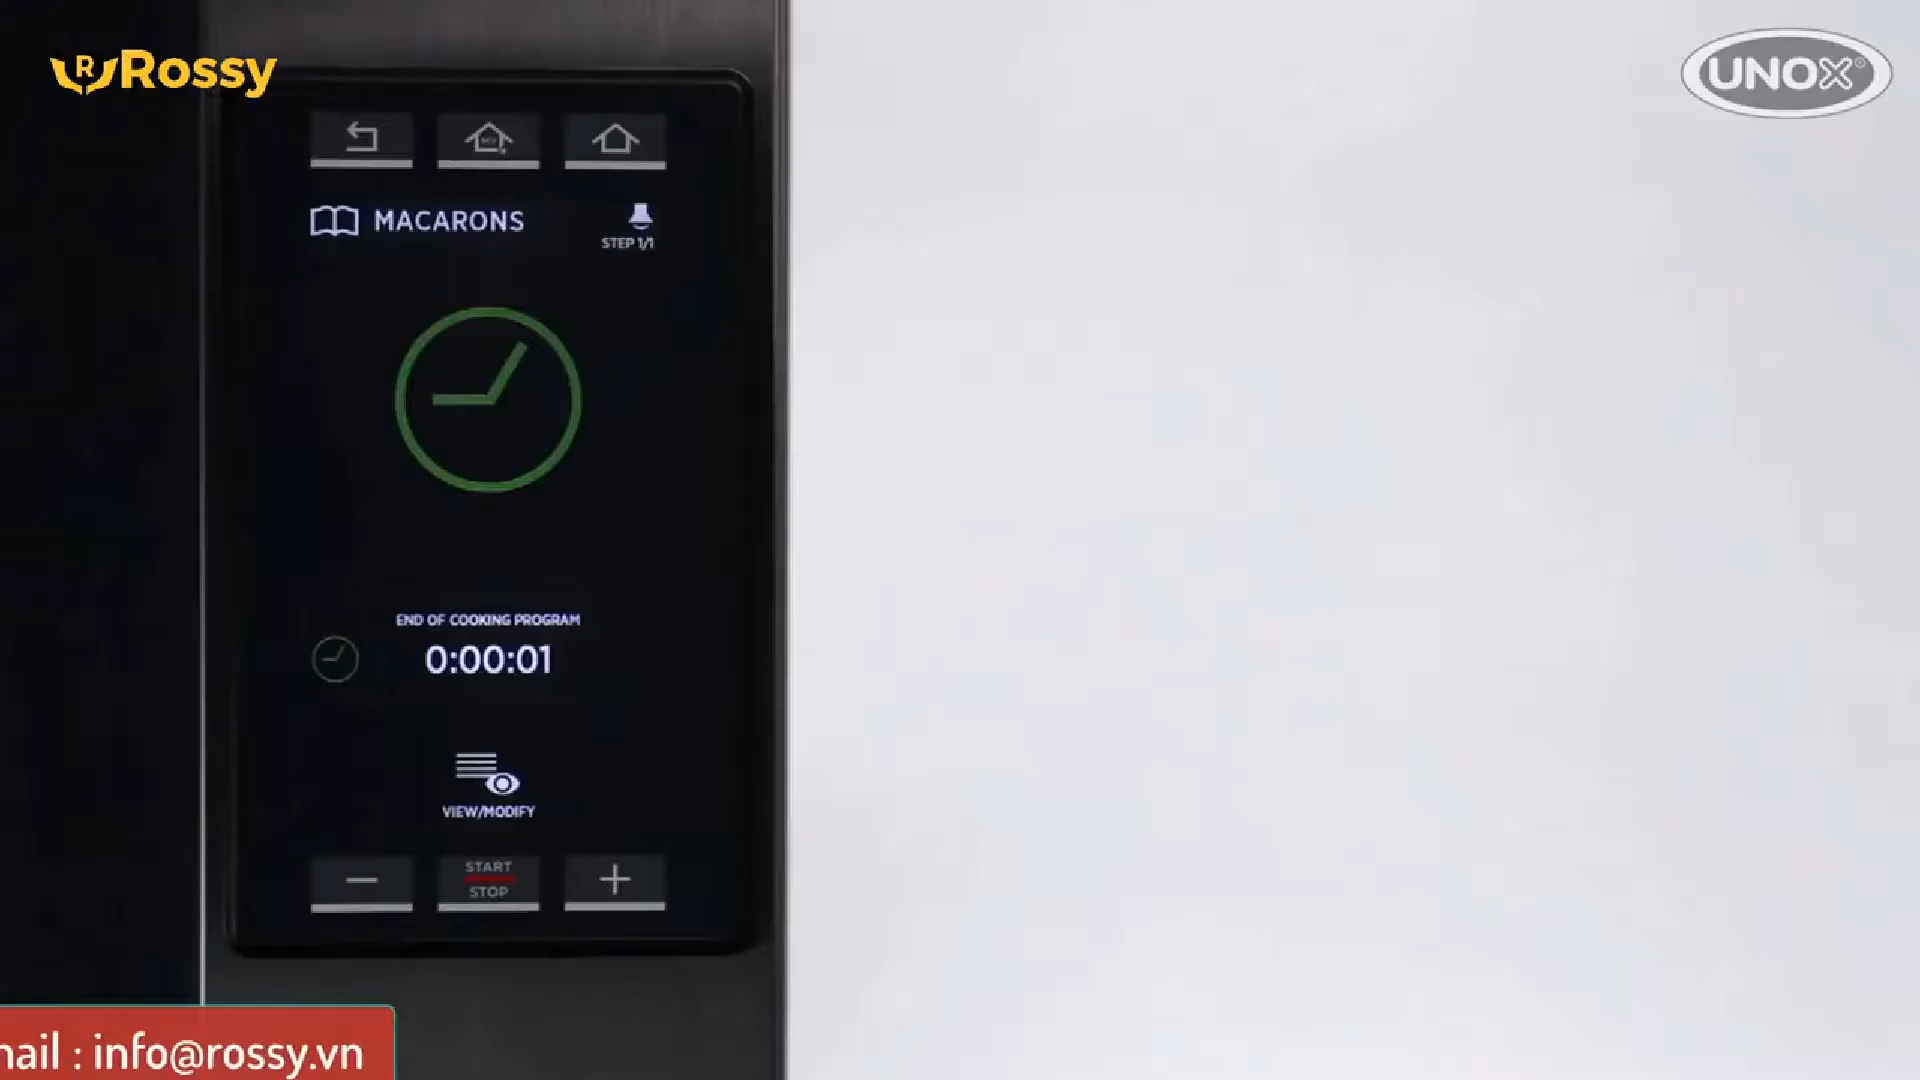 Rossy
UNOX
MACARONS
STEP 1/1
END OF COOKING PROGRAM
0:00:01
VIEW/MODIFY
START
STOP
mail : info@rossy.vn